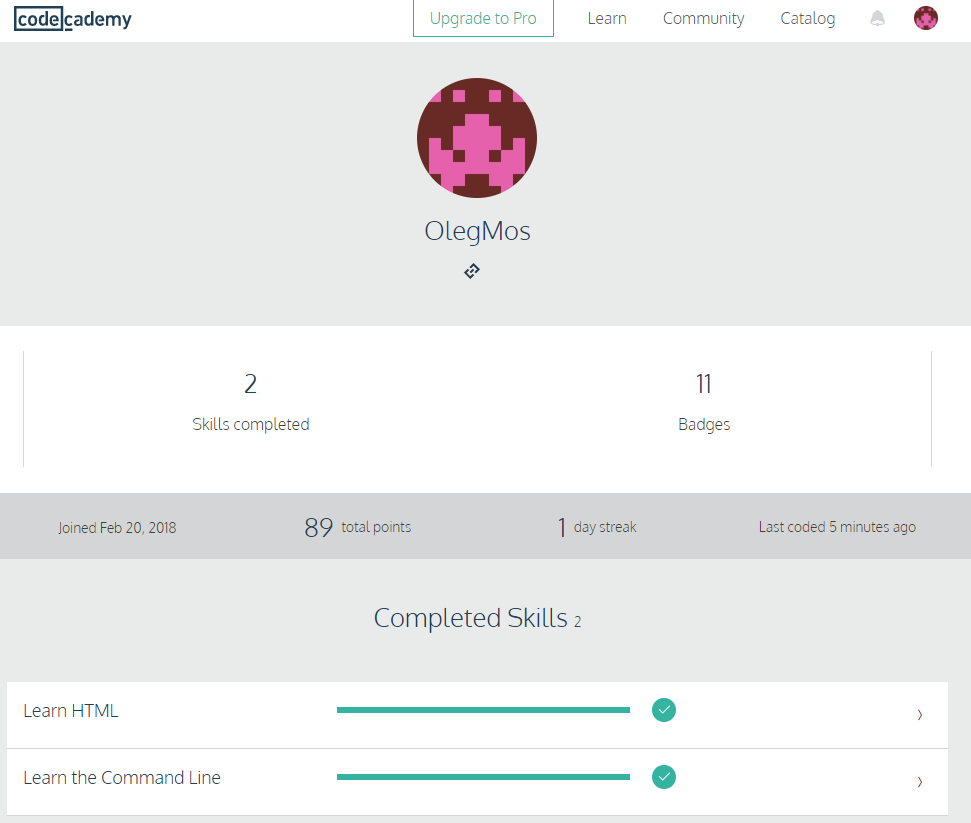 codecademy
Upgrade to Pro Learn Community Catalog
OlegMos
2 11
Skills completed Badges
Joined Feb 20, 2018 89 total points 1 day streak Last coded 5 minutes ago
Completed Skills 2
Learn HTML
Learn the Command Line